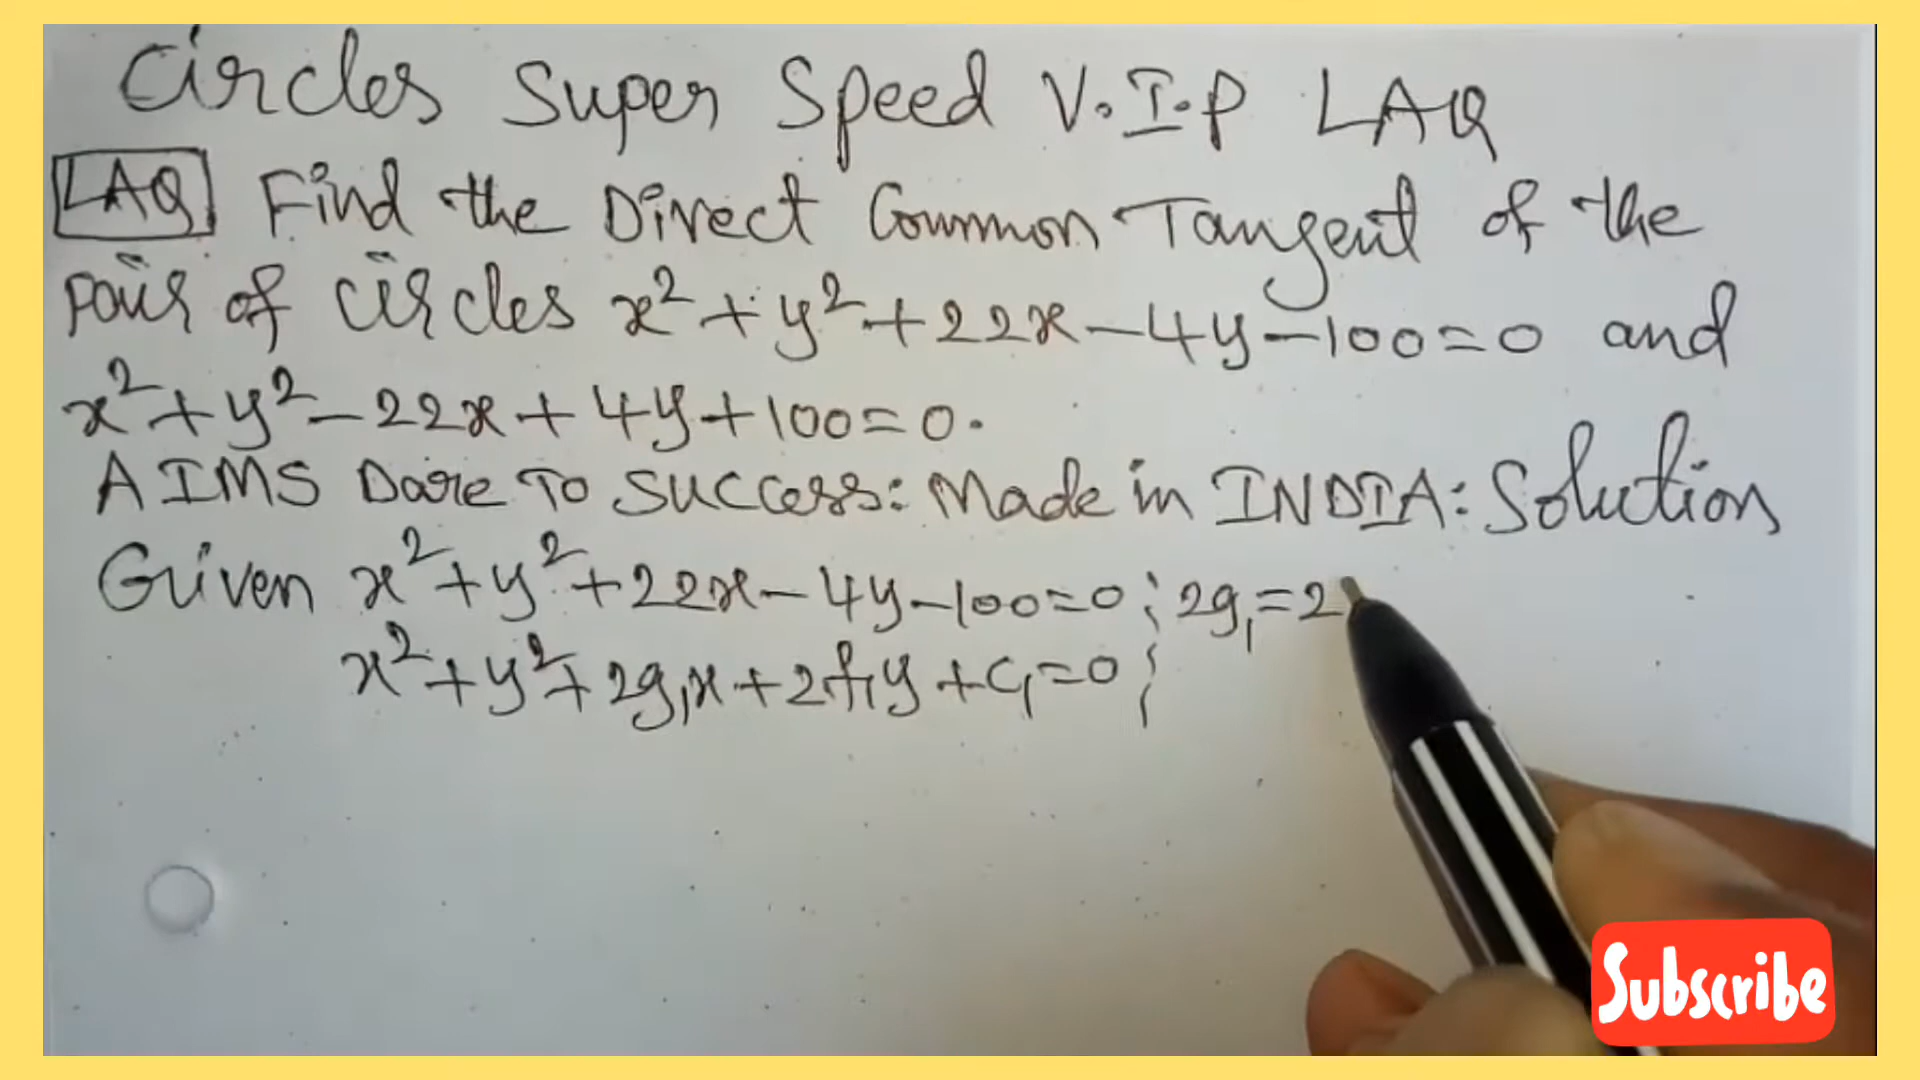 Circles Super Speed V.I.P LAQ
LAQ Find the Direct Common Tangent of the
pair of circles x²+y²+22x-4y-100=0 and
x²+y²-22x+4y+100=0.
AIMS Dare To Success: Made in INDIA: Solution
Given x²+y²+22x-4y-100=0; 2g₁=2
x²+y²+2g₁x+2f₁y+c₁=0
Subscribe